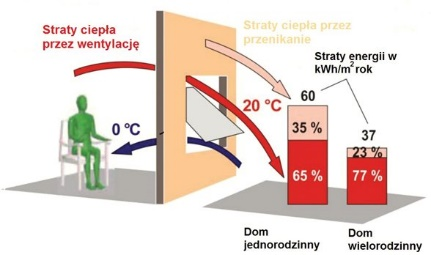 Straty ciepła
przez wentylację
Straty ciepła przez
przenikanie
Straty energii w
kWh/m² rok
0 °C
20 °C
60
35 %
65 %
37
23 %
77 %
Dom
jednorodzinny
Dom
wielorodzinny